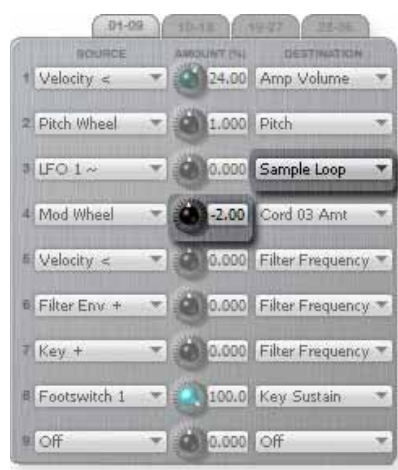 01-09 10-18 19-27 28-36
SOURCE AMOUNT (%) DESTINATION
1 Velocity < 24.00 Amp Volume
2 Pitch Wheel 1.000 Pitch
3 LFO 1 ~ 0.000 Sample Loop
4 Mod Wheel -2.00 Cord 03 Amt
5 Velocity < 0.000 Filter Frequency
6 Filter Env + 0.000 Filter Frequency
7 Key + 0.000 Filter Frequency
8 Footswitch 1 100.0 Key Sustain
9 Off 0.000 Off